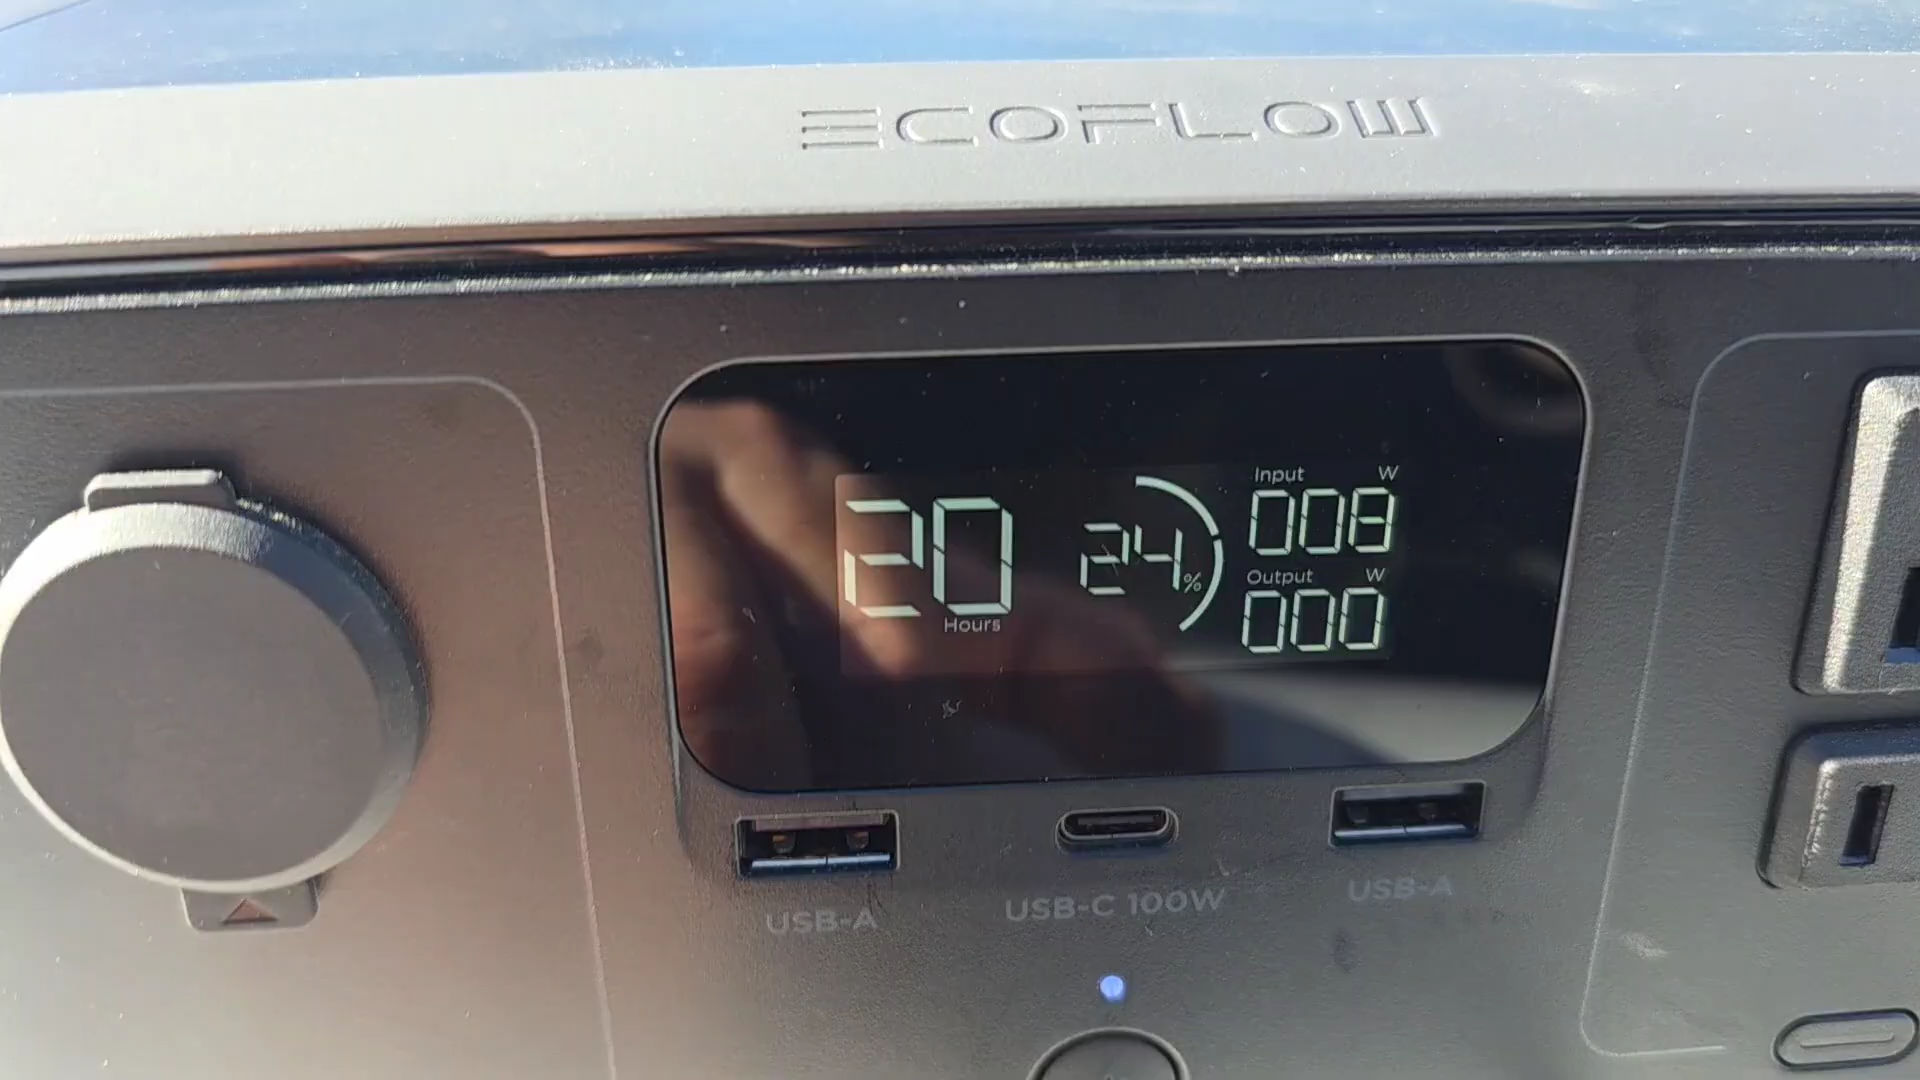 ECOFLOW
20
Hours
24%
Input W
008
Output W
000
USB-A
USB-C 100W
USB-A